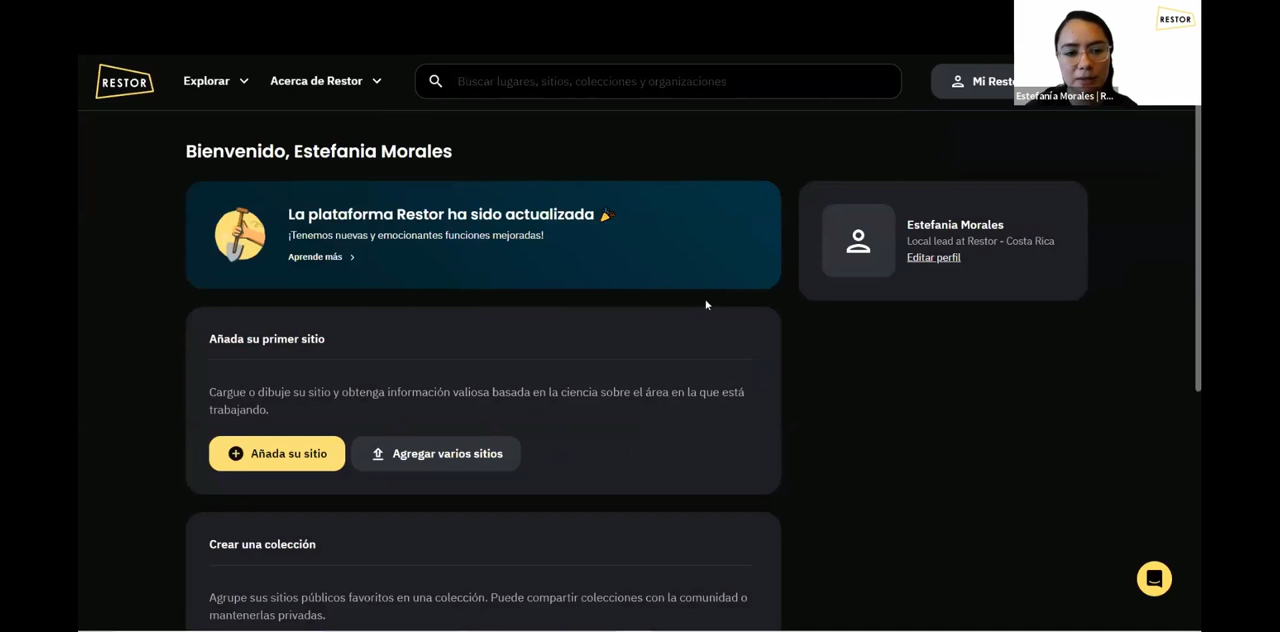 RESTOR
RESTOR
Explorar
Acerca de Restor
Buscar lugares, sitios, colecciones y organizaciones
Mi
Estefanía Morales | R...
Bienvenido, Estefania Morales
La plataforma Restor ha sido actualizada 🎉
¡Tenemos nuevas y emocionantes funciones mejoradas!
Aprende más
Estefania Morales
Local lead at Restor - Costa Rica
Editar perfil
Añada su primer sitio
Cargue o dibuje su sitio y obtenga información valiosa basada en la ciencia sobre el área en la que está
trabajando.
Añada su sitio
Agregar varios sitios
Crear una colección
Agrupe sus sitios públicos favoritos en una colección. Puede compartir colecciones con la comunidad o
mantenerlas privadas.